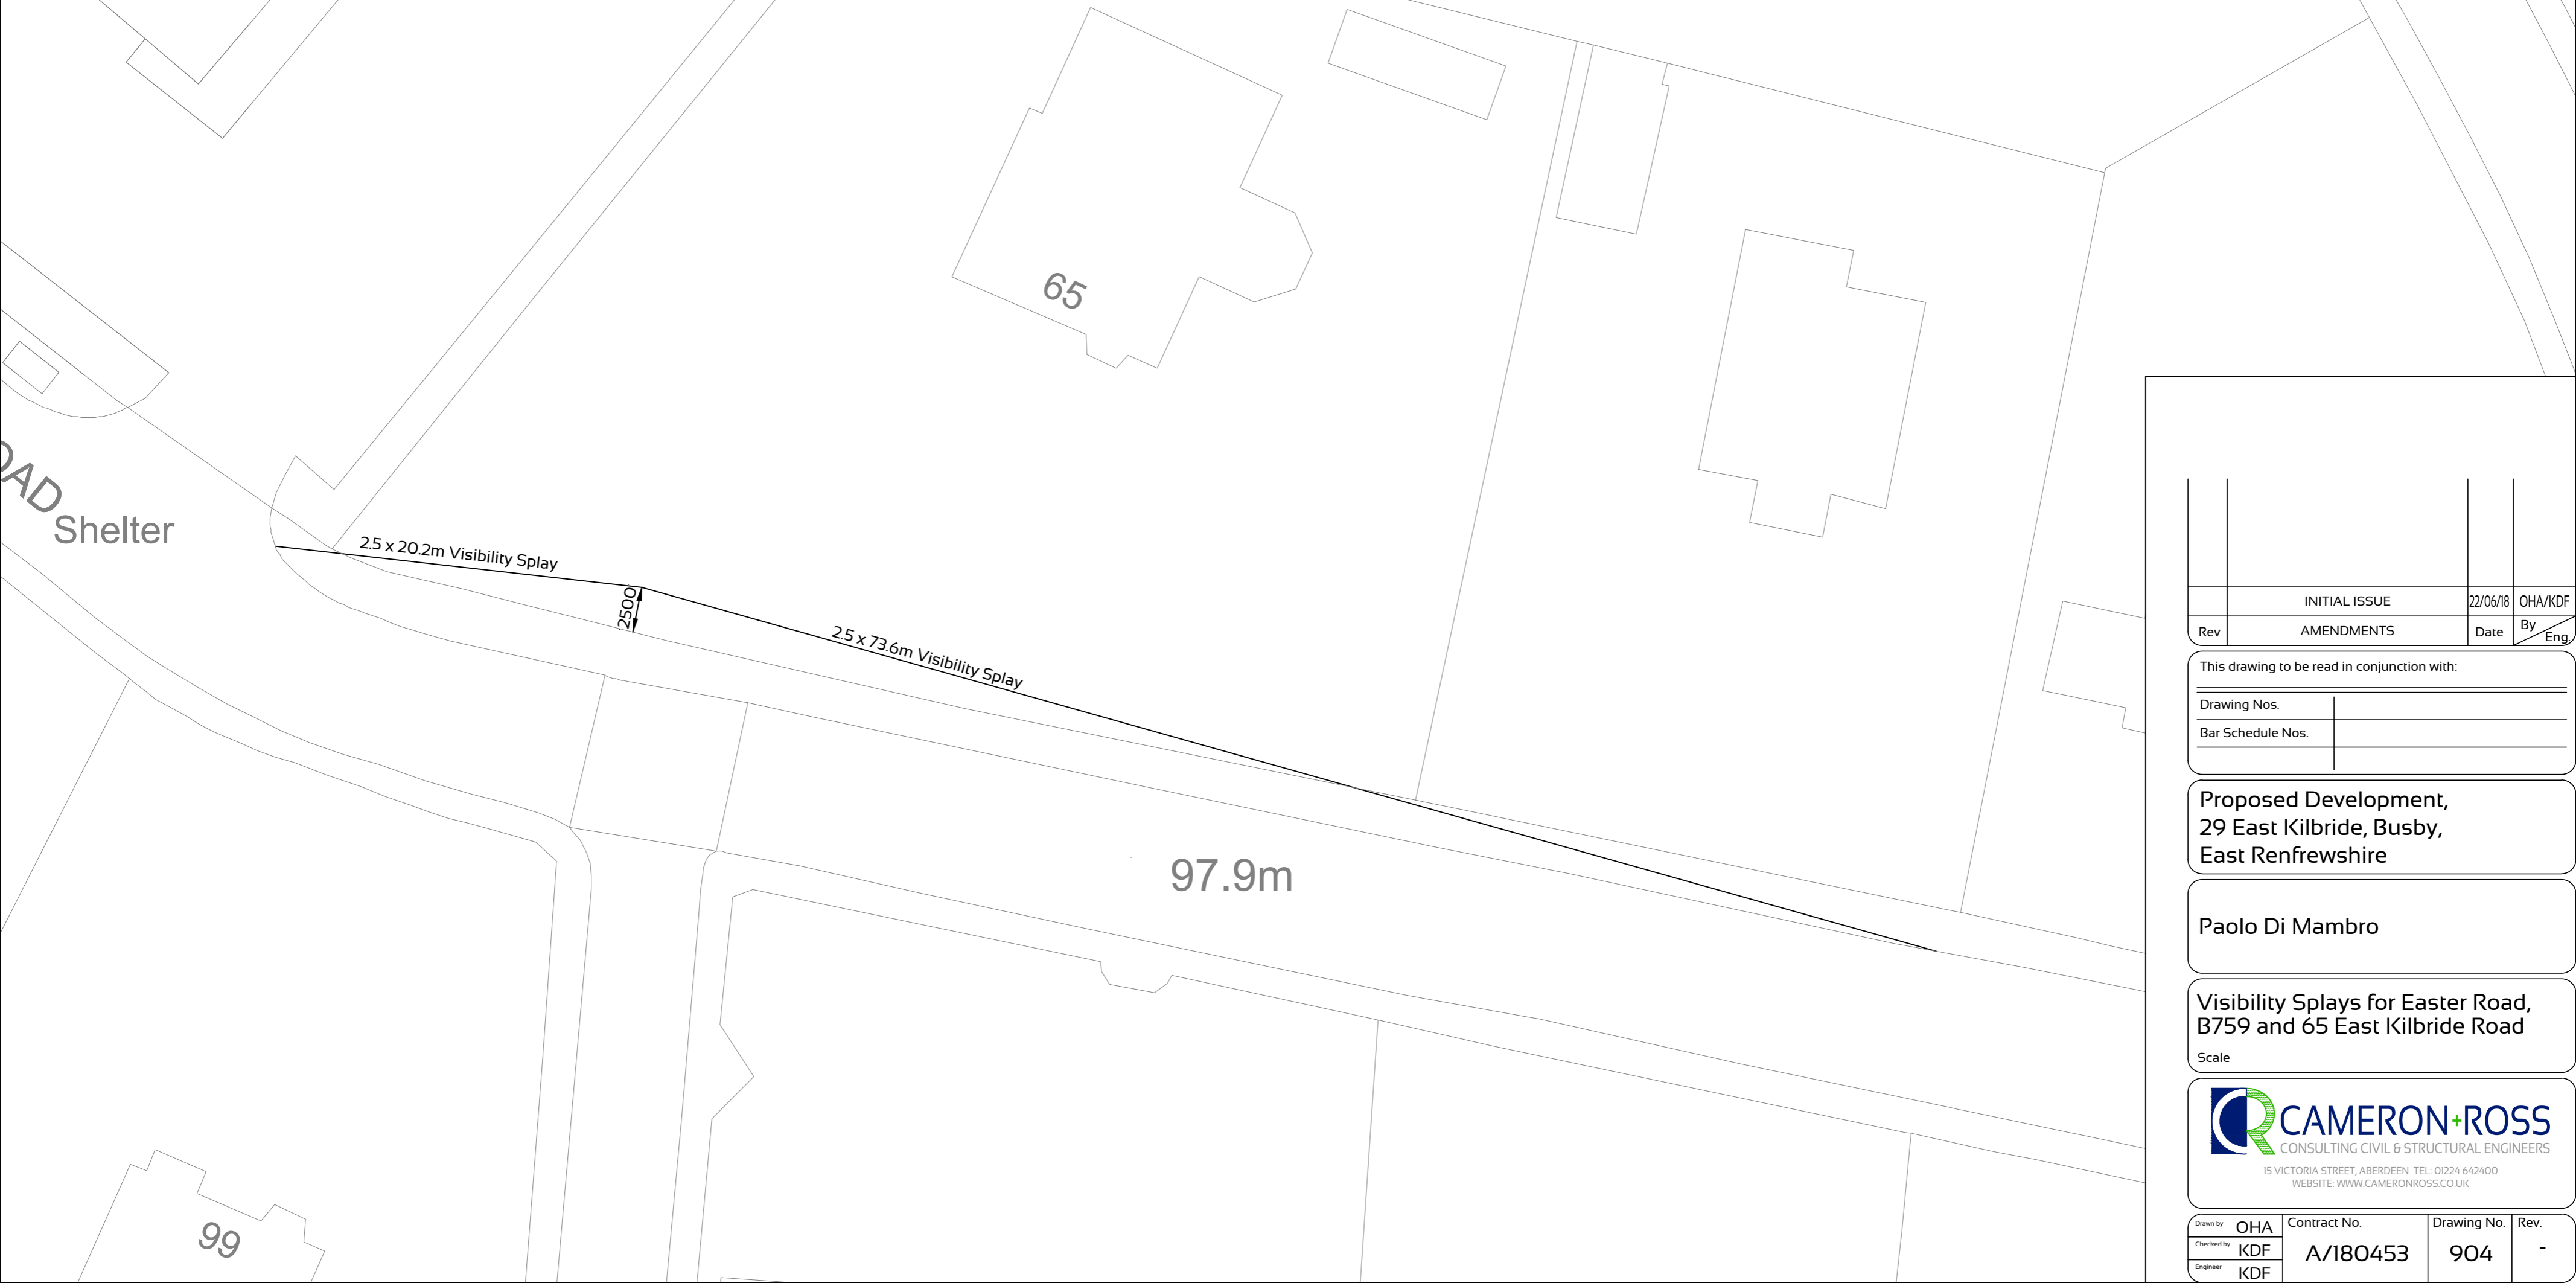 65
OAD
Shelter
2.5 x 20.2m Visibility Splay
2500
2.5 x 73.6m Visibility Splay
97.9m
99
INITIAL ISSUE 22/06/18 OHA/KDF
Rev AMENDMENTS Date By Eng.
This drawing to be read in conjunction with:
Drawing Nos.
Bar Schedule Nos.
Proposed Development,
29 East Kilbride, Busby,
East Renfrewshire
Paolo Di Mambro
Visibility Splays for Easter Road,
B759 and 65 East Kilbride Road
Scale
CR CAMERON+ROSS
CONSULTING CIVIL & STRUCTURAL ENGINEERS
15 VICTORIA STREET, ABERDEEN TEL: 01224 642400
WEBSITE: WWW.CAMERONROSS.CO.UK
Drawn by OHA
Checked by KDF
Engineer KDF
Contract No.
A/180453
Drawing No.
904
Rev.
-